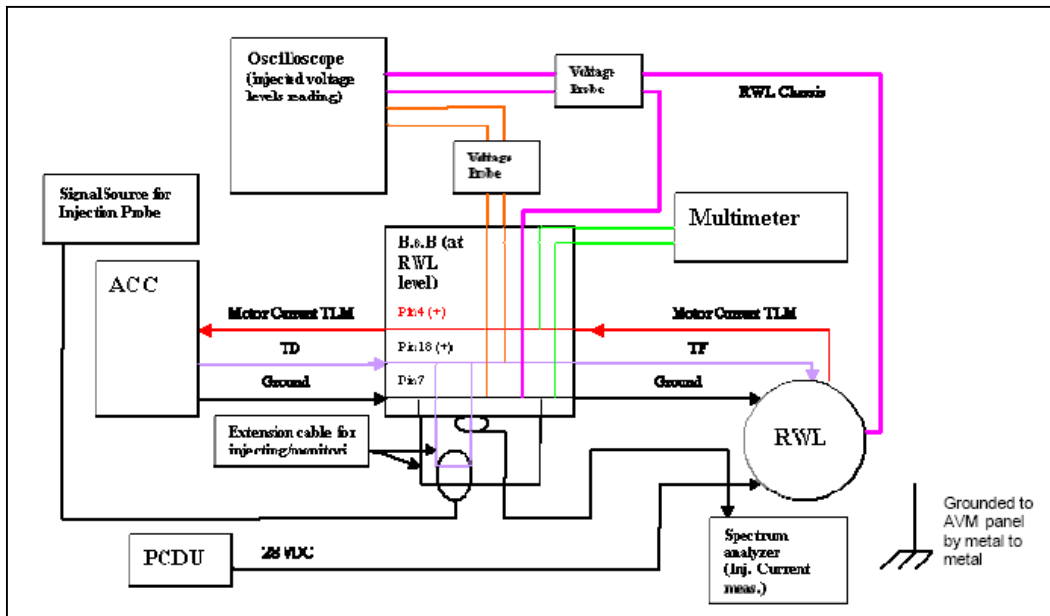 Oscilloscope
(injected voltage
levels reading)
Voltage
Probe
RWL Chassis
Voltage
Probe
Signal Source for
Injection Probe
Multimeter
B.o.B (at
RWL
level)
ACC
Motor Current TLM
Pin4 (+)
Motor Current TLM
TD
Pin18 (+)
TF
Ground
Pin7
Ground
RWL
Extension cable for
injecting/monitori
Grounded to
AVM panel
by metal to
metal
Spectrum
analyzer
(Inj. Current
meas.)
PCDU
28 VDC